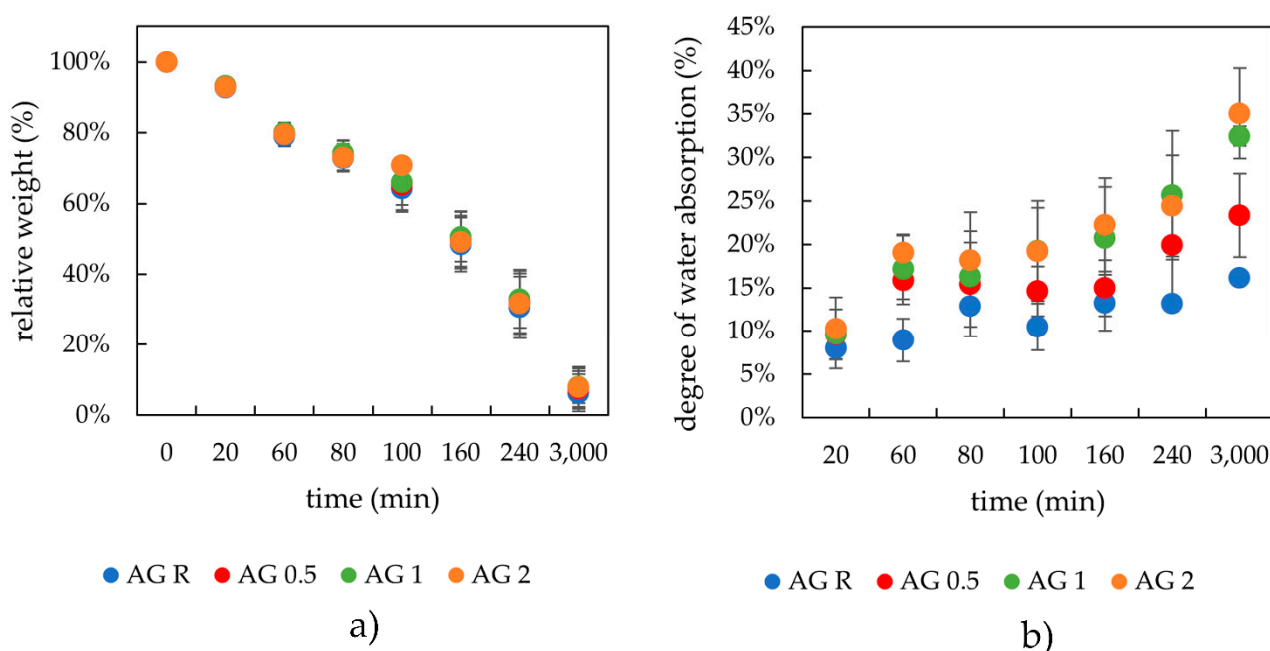 relative weight (%)
100%
80%
60%
40%
20%
0%
0 20 60 80 100 160 240 3,000
time (min)
AG R AG 0.5 AG 1 AG 2
a)
degree of water absorption (%)
45%
40%
35%
30%
25%
20%
15%
10%
5%
0%
20 60 80 100 160 240 3,000
time (min)
AG R AG 0.5 AG 1 AG 2
b)